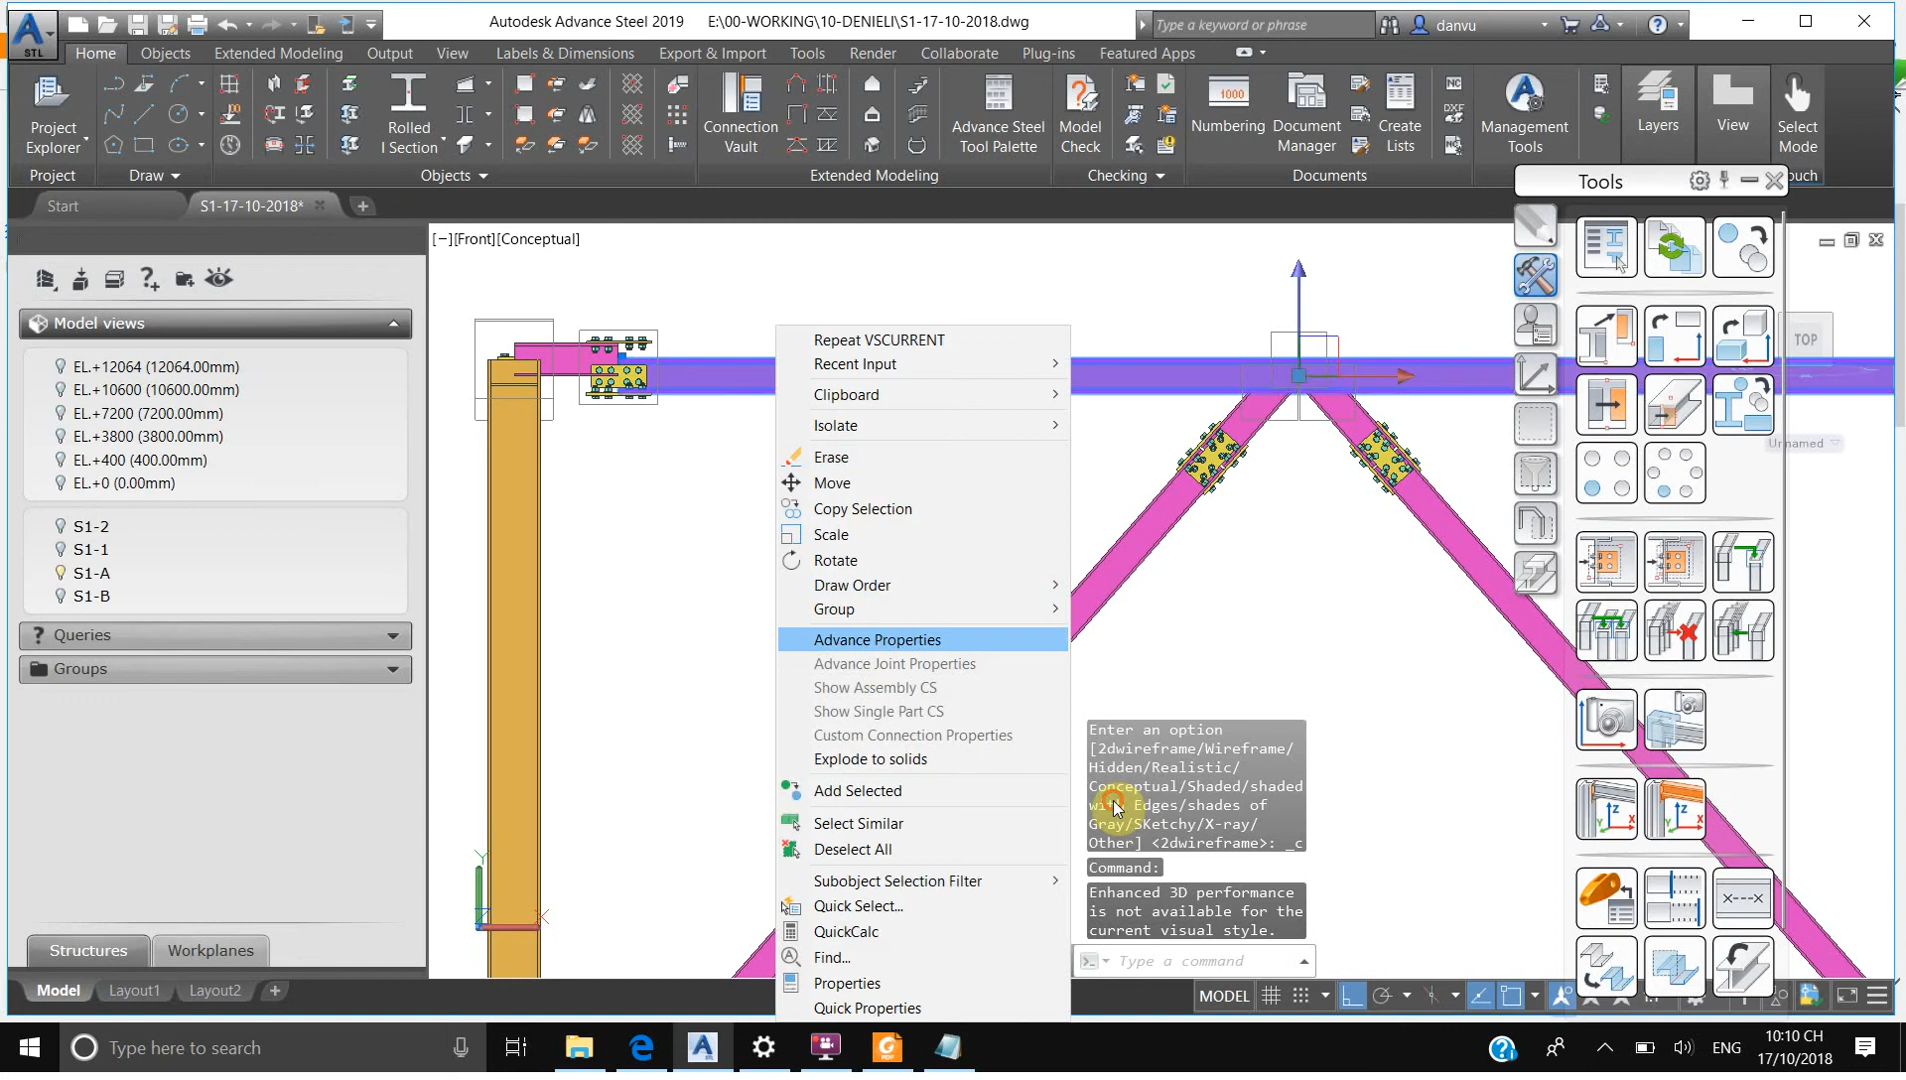 Autodesk Advance Steel 2019 E:\00-WORKING\10-DENIELI\S1-17-10-2018.dwg
Type a keyword or phrase
danvu
STL
Home Objects Extended Modeling Output View Labels & Dimensions Export & Import Tools Render Collaborate Plug-ins Featured Apps
Project Explorer
Rolled I Section
Connection Vault
Advance Steel Tool Palette
Model Check
1000
Numbering
Document Manager
Create Lists
NC
DXF
NC
Management Tools
Layers
View
Select Mode
Project Draw Objects Extended Modeling Checking Documents ouch
Tools
Start S1-17-10-2018*
[−][Front][Conceptual]
Model views
EL.+12064 (12064.00mm)
EL.+10600 (10600.00mm)
EL.+7200 (7200.00mm)
EL.+3800 (3800.00mm)
EL.+400 (400.00mm)
EL.+0 (0.00mm)
S1-2
S1-1
S1-A
S1-B
Queries
Groups
Structures Workplanes
Repeat VSCURRENT
Recent Input
Clipboard
Isolate
Erase
Move
Copy Selection
Scale
Rotate
Draw Order
Group
Advance Properties
Advance Joint Properties
Show Assembly CS
Show Single Part CS
Custom Connection Properties
Explode to solids
Add Selected
Select Similar
Deselect All
Subobject Selection Filter
Quick Select...
QuickCalc
Find...
Properties
Quick Properties
TOP
Unnamed
Enter an option
[2dwireframe/Wireframe/
Hidden/Realistic/
Conceptual/Shaded/shaded
with Edges/shades of
Gray/SKetchy/X-ray/
Other] <2dwireframe>: _c
Command:
Enhanced 3D performance
is not available for the
current visual style.
Type a command
Y
X
Z
Z
Y X
Z
Y X
X---X
Model Layout1 Layout2
MODEL
Type here to search
ENG
10:10 CH
17/10/2018